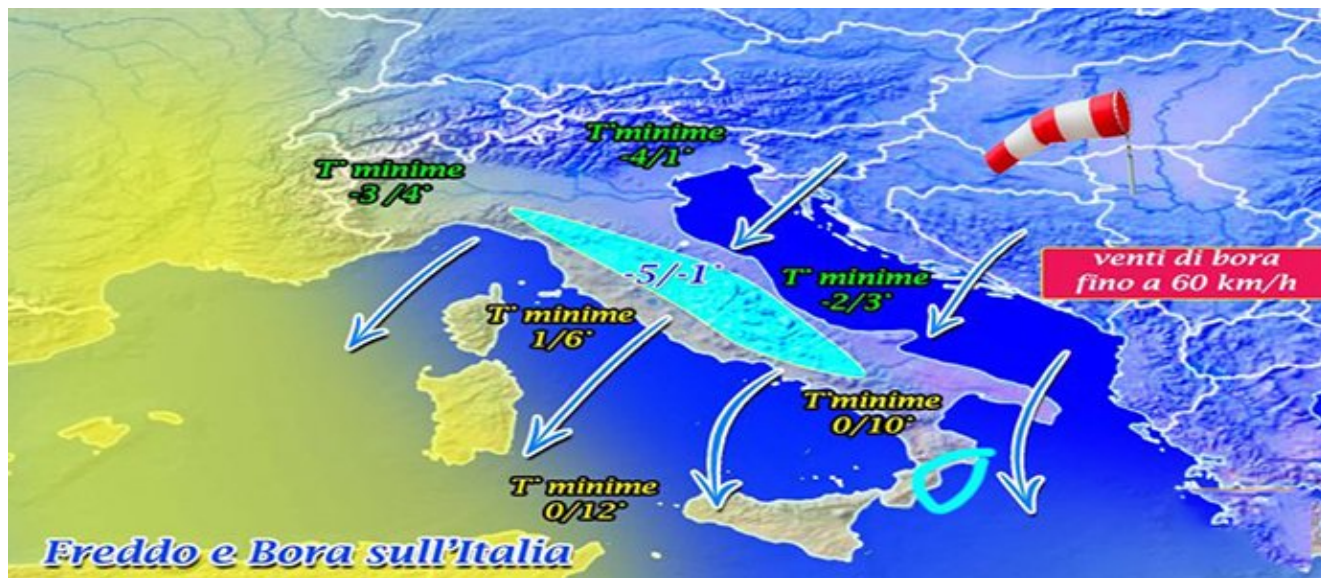 T° minime
-4/1°
T° minime
-3 /4°
venti di bora
fino a 60 km/h
-5/-1°
T° minime
-2/3°
T° minime
1/6°
T° minime
0/10°
T° minime
0/12°
Freddo e Bora sull'Italia